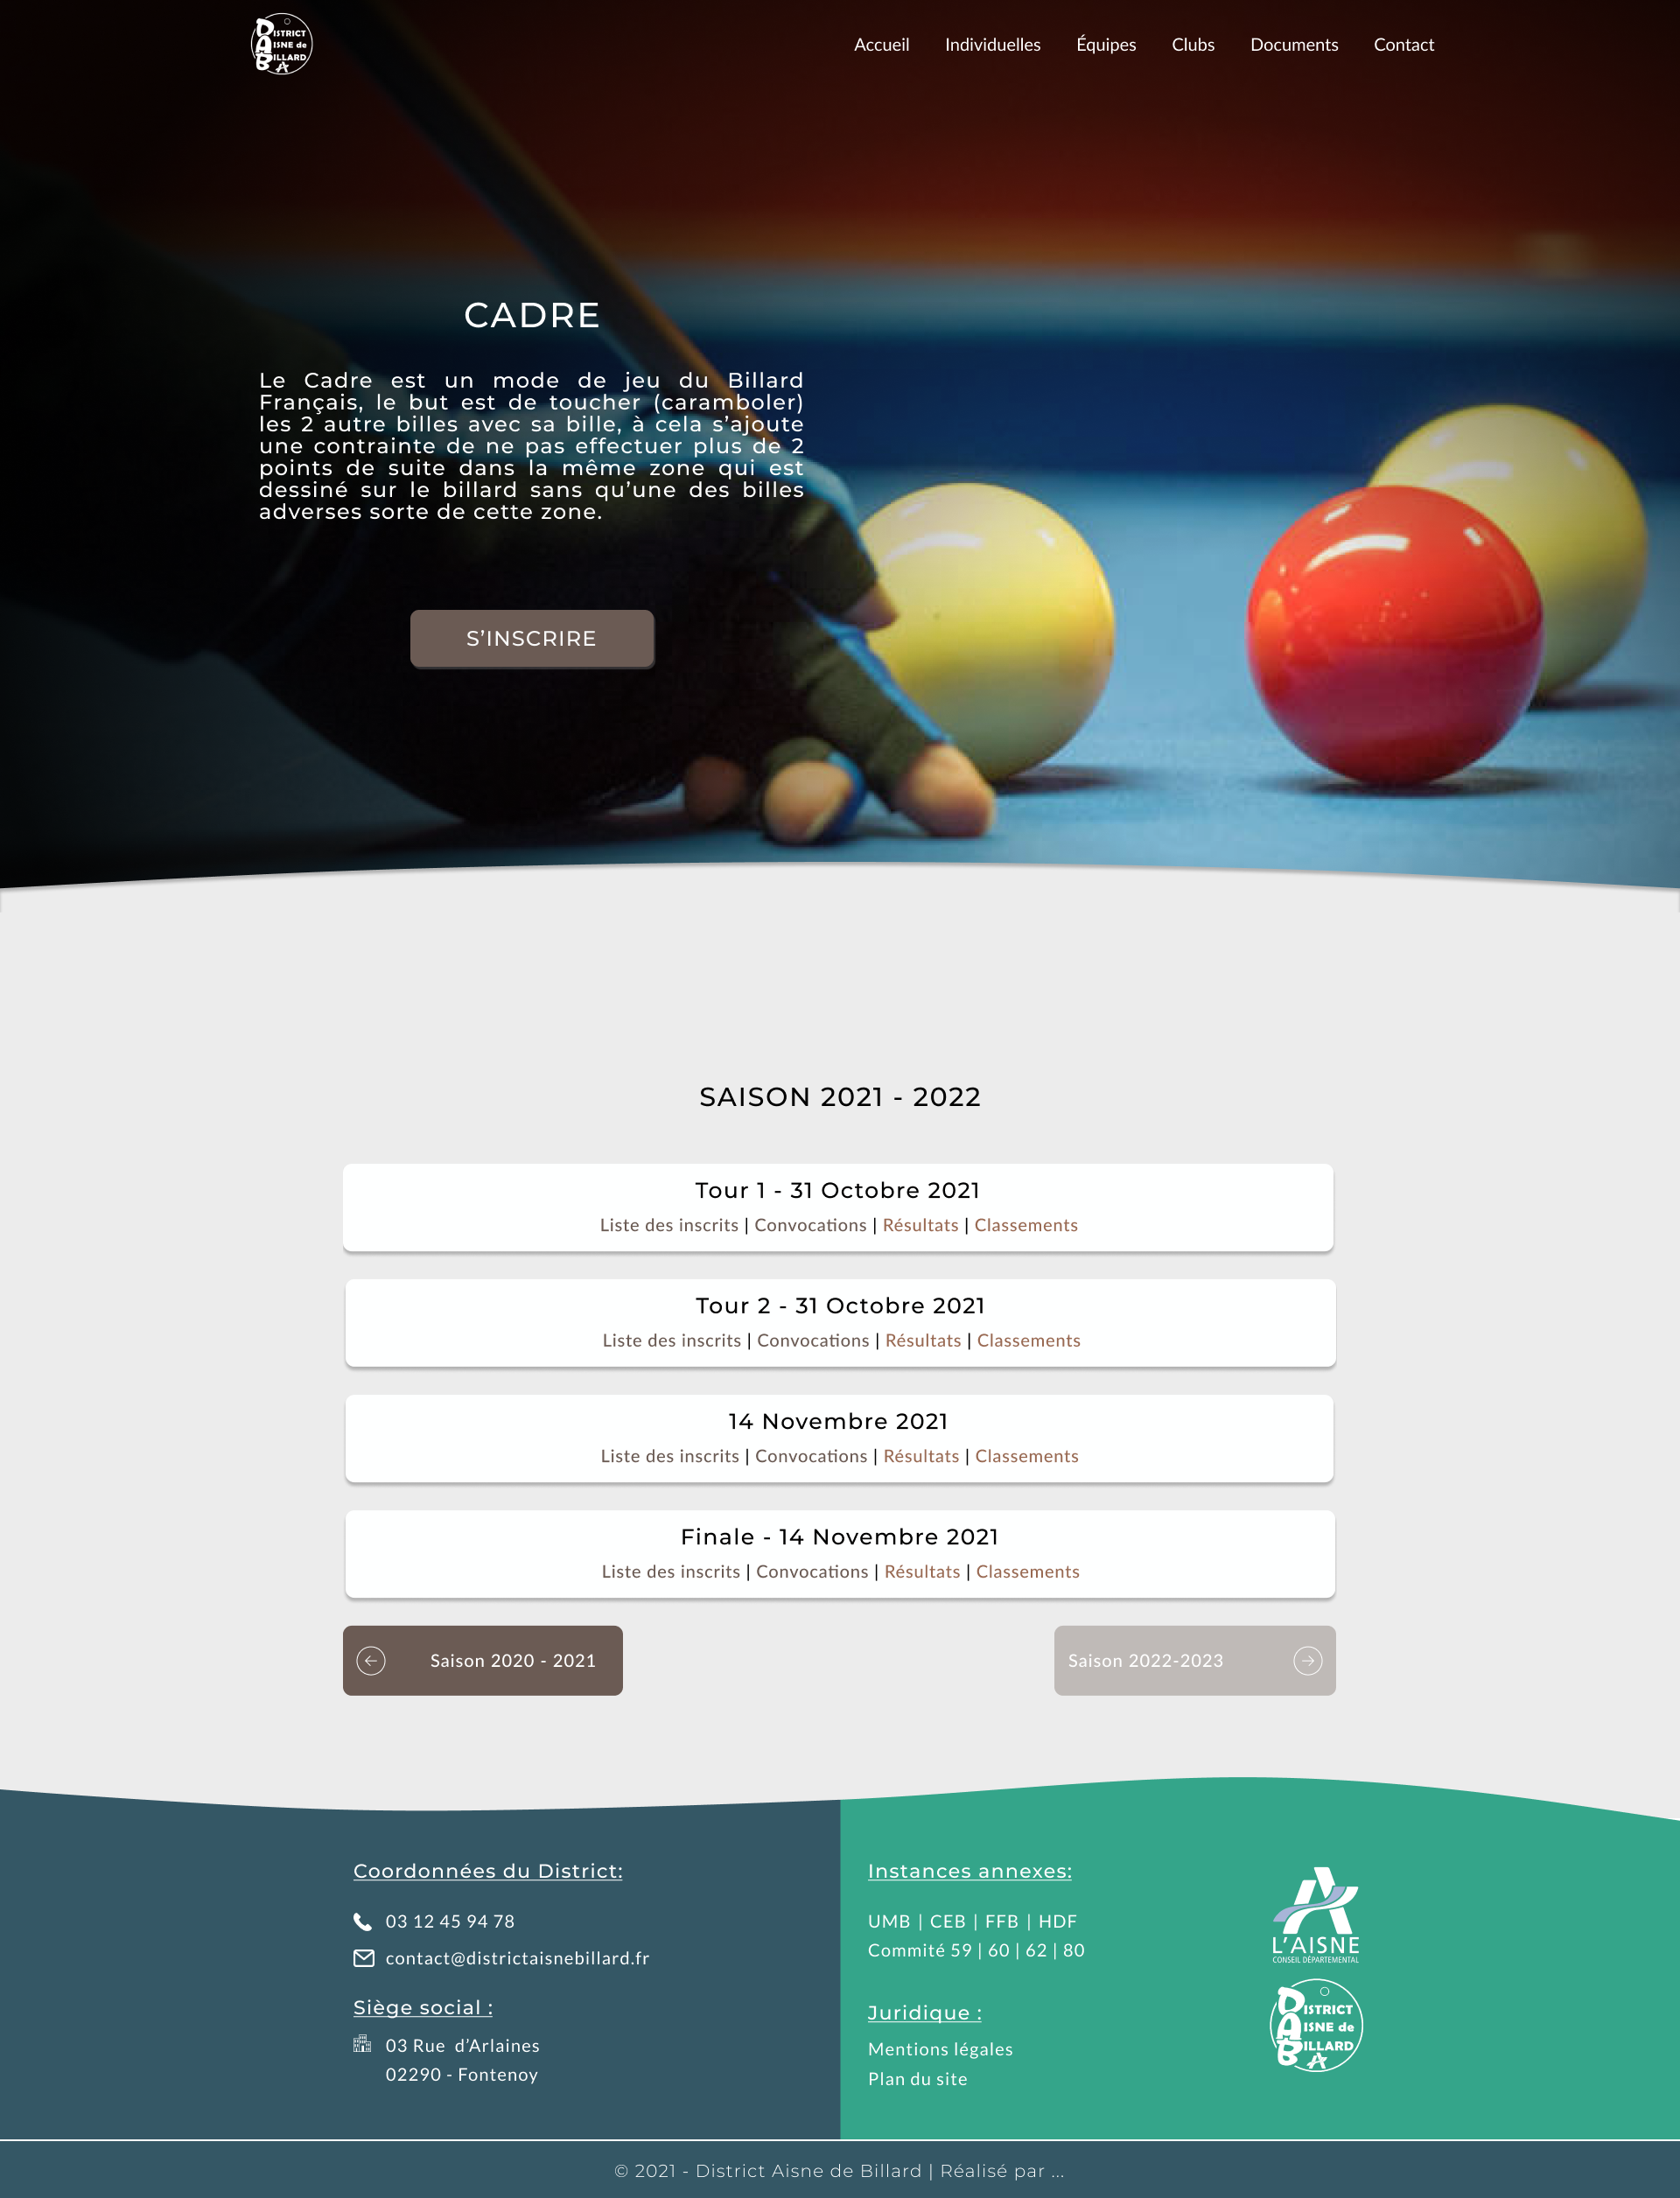 DISTRICT
AISNE de
BILLARD
Accueil Individuelles Équipes Clubs Documents Contact
CADRE
Le Cadre est un mode de jeu du Billard
Français, le but est de toucher (caramboler)
les 2 autre billes avec sa bille, à cela s’ajoute
une contrainte de ne pas effectuer plus de 2
points de suite dans la même zone qui est
dessiné sur le billard sans qu’une des billes
adverses sorte de cette zone.
S’INSCRIRE
SAISON 2021 - 2022
Tour 1 - 31 Octobre 2021
Liste des inscrits | Convocations | Résultats | Classements
Tour 2 - 31 Octobre 2021
Liste des inscrits | Convocations | Résultats | Classements
14 Novembre 2021
Liste des inscrits | Convocations | Résultats | Classements
Finale - 14 Novembre 2021
Liste des inscrits | Convocations | Résultats | Classements
Saison 2020 - 2021
Saison 2022-2023
Coordonnées du District:
03 12 45 94 78
contact@districtaisnebillard.fr
Siège social :
03 Rue d’Arlaines
02290 - Fontenoy
Instances annexes:
UMB | CEB | FFB | HDF
Commité 59 | 60 | 62 | 80
Juridique :
Mentions légales
Plan du site
L’AISNE
CONSEIL DÉPARTEMENTAL
DISTRICT
AISNE de
BILLARD
© 2021 - District Aisne de Billard | Réalisé par ...